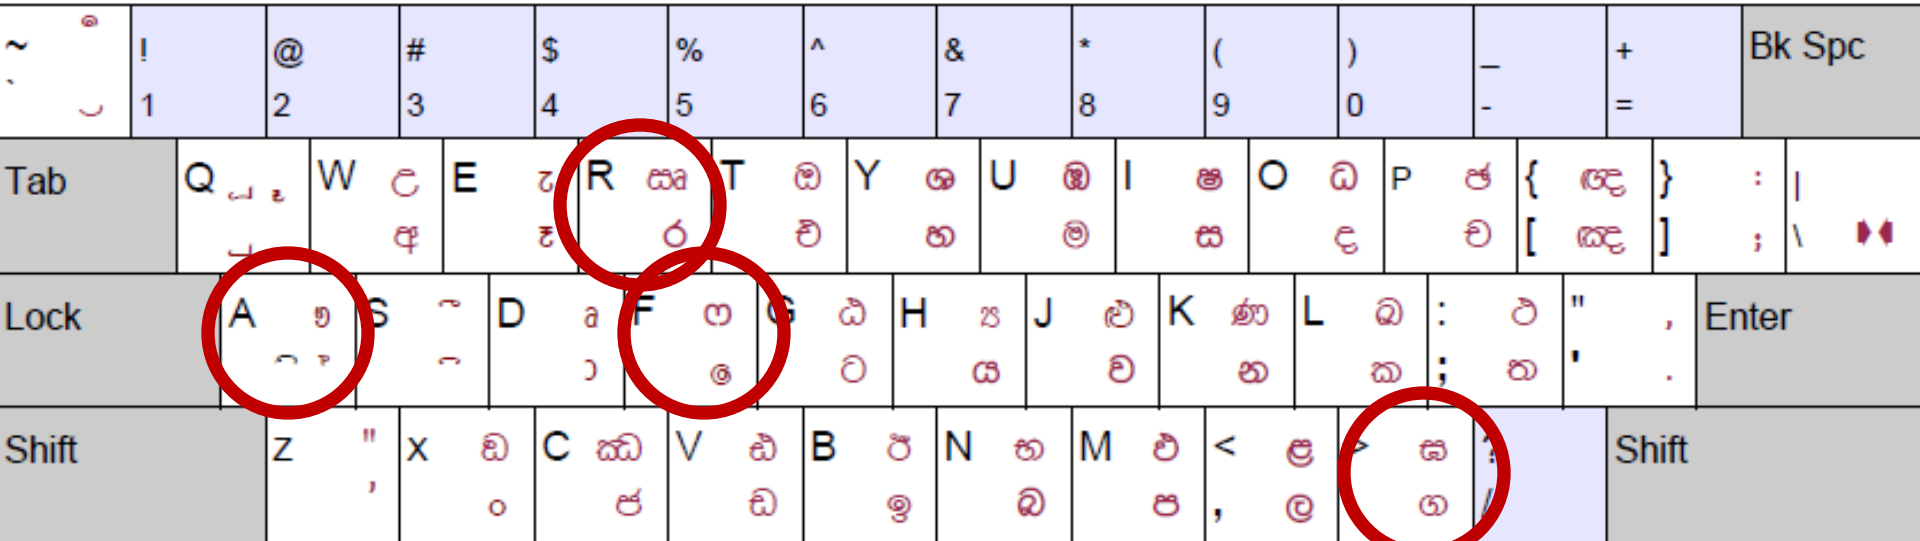 ~ ! @ # $ % ^ & * ( ) _ + Bk Spc
` 1 2 3 4 5 6 7 8 9 0 - =
Tab Q W උ E R ඍ T ඔ Y ශ U ඹ I ෂ O ධ P ඡ { ඥ } : |
අ ර එ හ ම ස ද ච [ ඤ ] ; \
Lock A S D F ෆ G ඨ H J ළු K ණ L ඛ : ථ " , Enter
ට ය ව න ක ; ත ' .
Shift Z " X ඞ C ඣ V ඪ B ඊ N භ M ඵ < ළ > ඝ ? Shift
, ජ ඩ ඉ බ ප , ල ග /